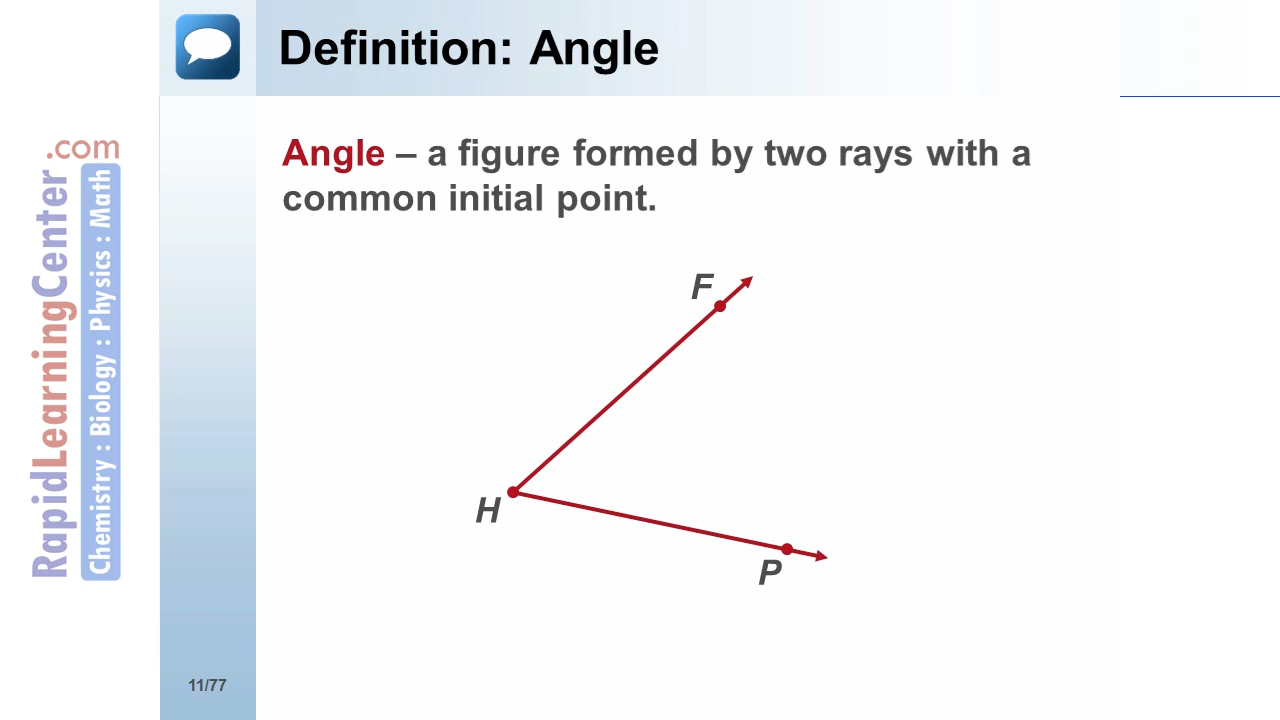 Definition: Angle
Angle – a figure formed by two rays with a
common initial point.
F
H
P
RapidLearningCenter.com
Chemistry : Biology : Physics : Math
11/77